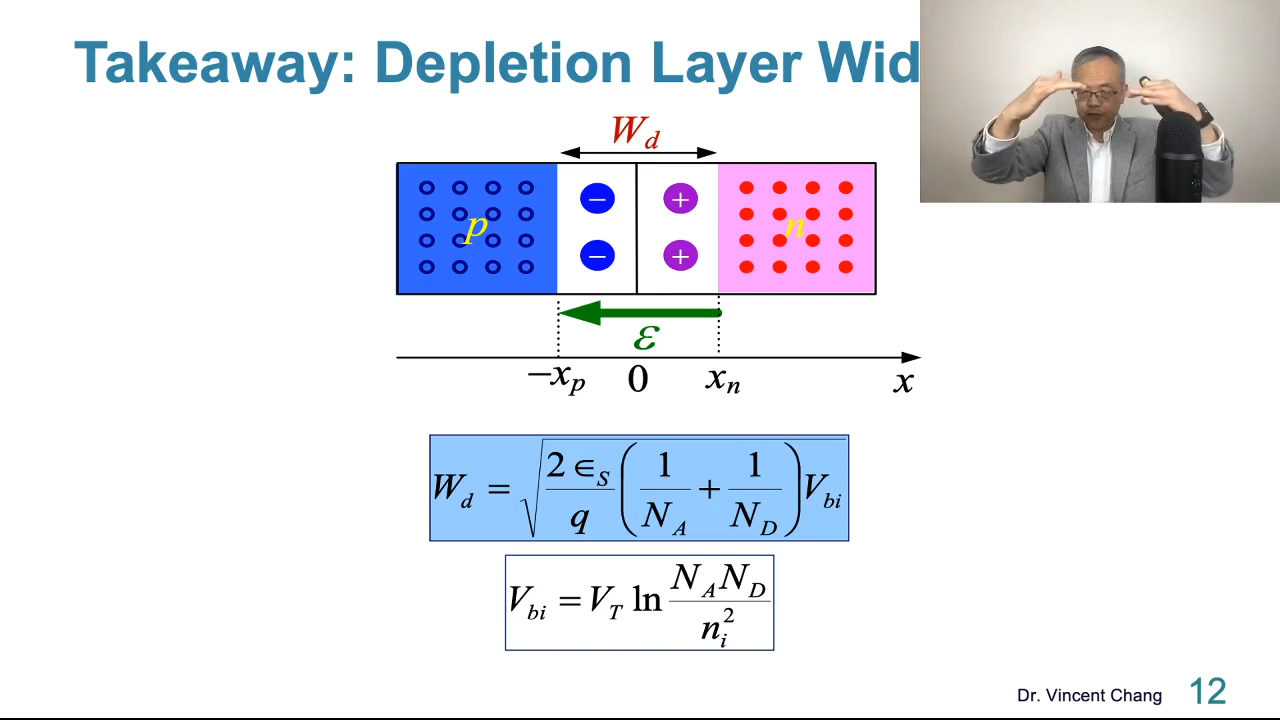 Takeaway: Depletion Layer Wid
W_d
p
− +
n
− +
ε
−x_p 0 x_n x
W_d = √(2 ∈_S / q (1/N_A + 1/N_D) V_bi)
V_bi = V_T ln N_A N_D / n_i^2
Dr. Vincent Chang 12